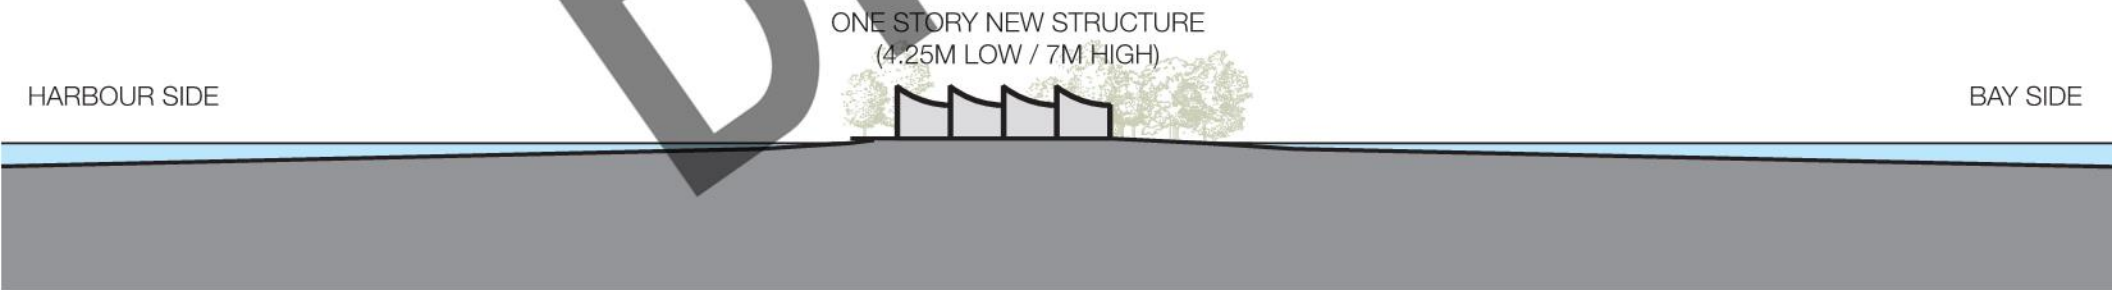 ONE STORY NEW STRUCTURE
(4.25M LOW / 7M HIGH)
HARBOUR SIDE
BAY SIDE